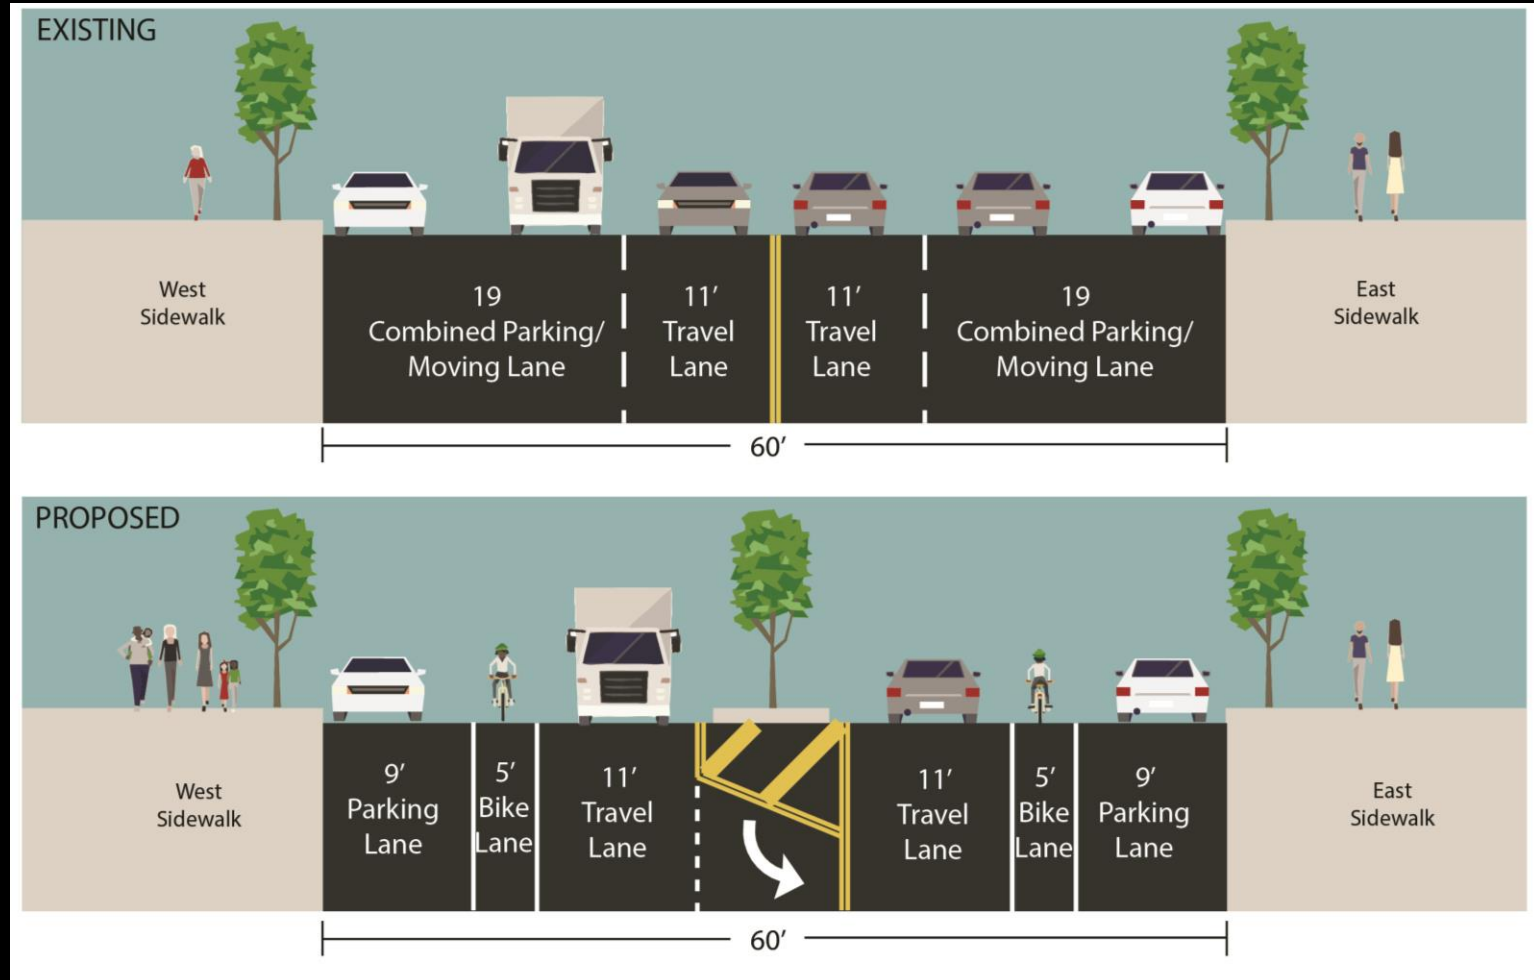 EXISTING
West
Sidewalk
19
Combined Parking/
Moving Lane
11’
Travel
Lane
11’
Travel
Lane
19
Combined Parking/
Moving Lane
East
Sidewalk
60’
PROPOSED
West
Sidewalk
9’
Parking
Lane
5’
Bike
Lane
11’
Travel
Lane
11’
Travel
Lane
5’
Bike
Lane
9’
Parking
Lane
East
Sidewalk
60’